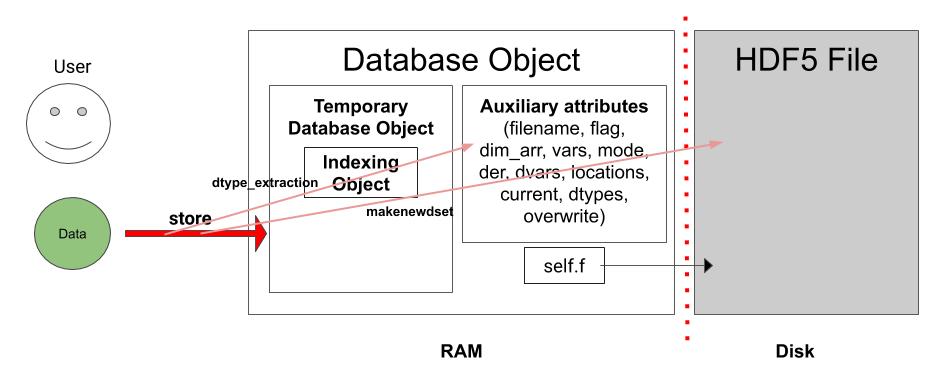 User
Data
store
Database Object
Temporary
Database Object
Indexing
Object
dtype_extraction
makenewdset
Auxiliary attributes
(filename, flag,
dim_arr, vars, mode,
der, dvars, locations,
current, dtypes,
overwrite)
self.f
HDF5 File
RAM
Disk